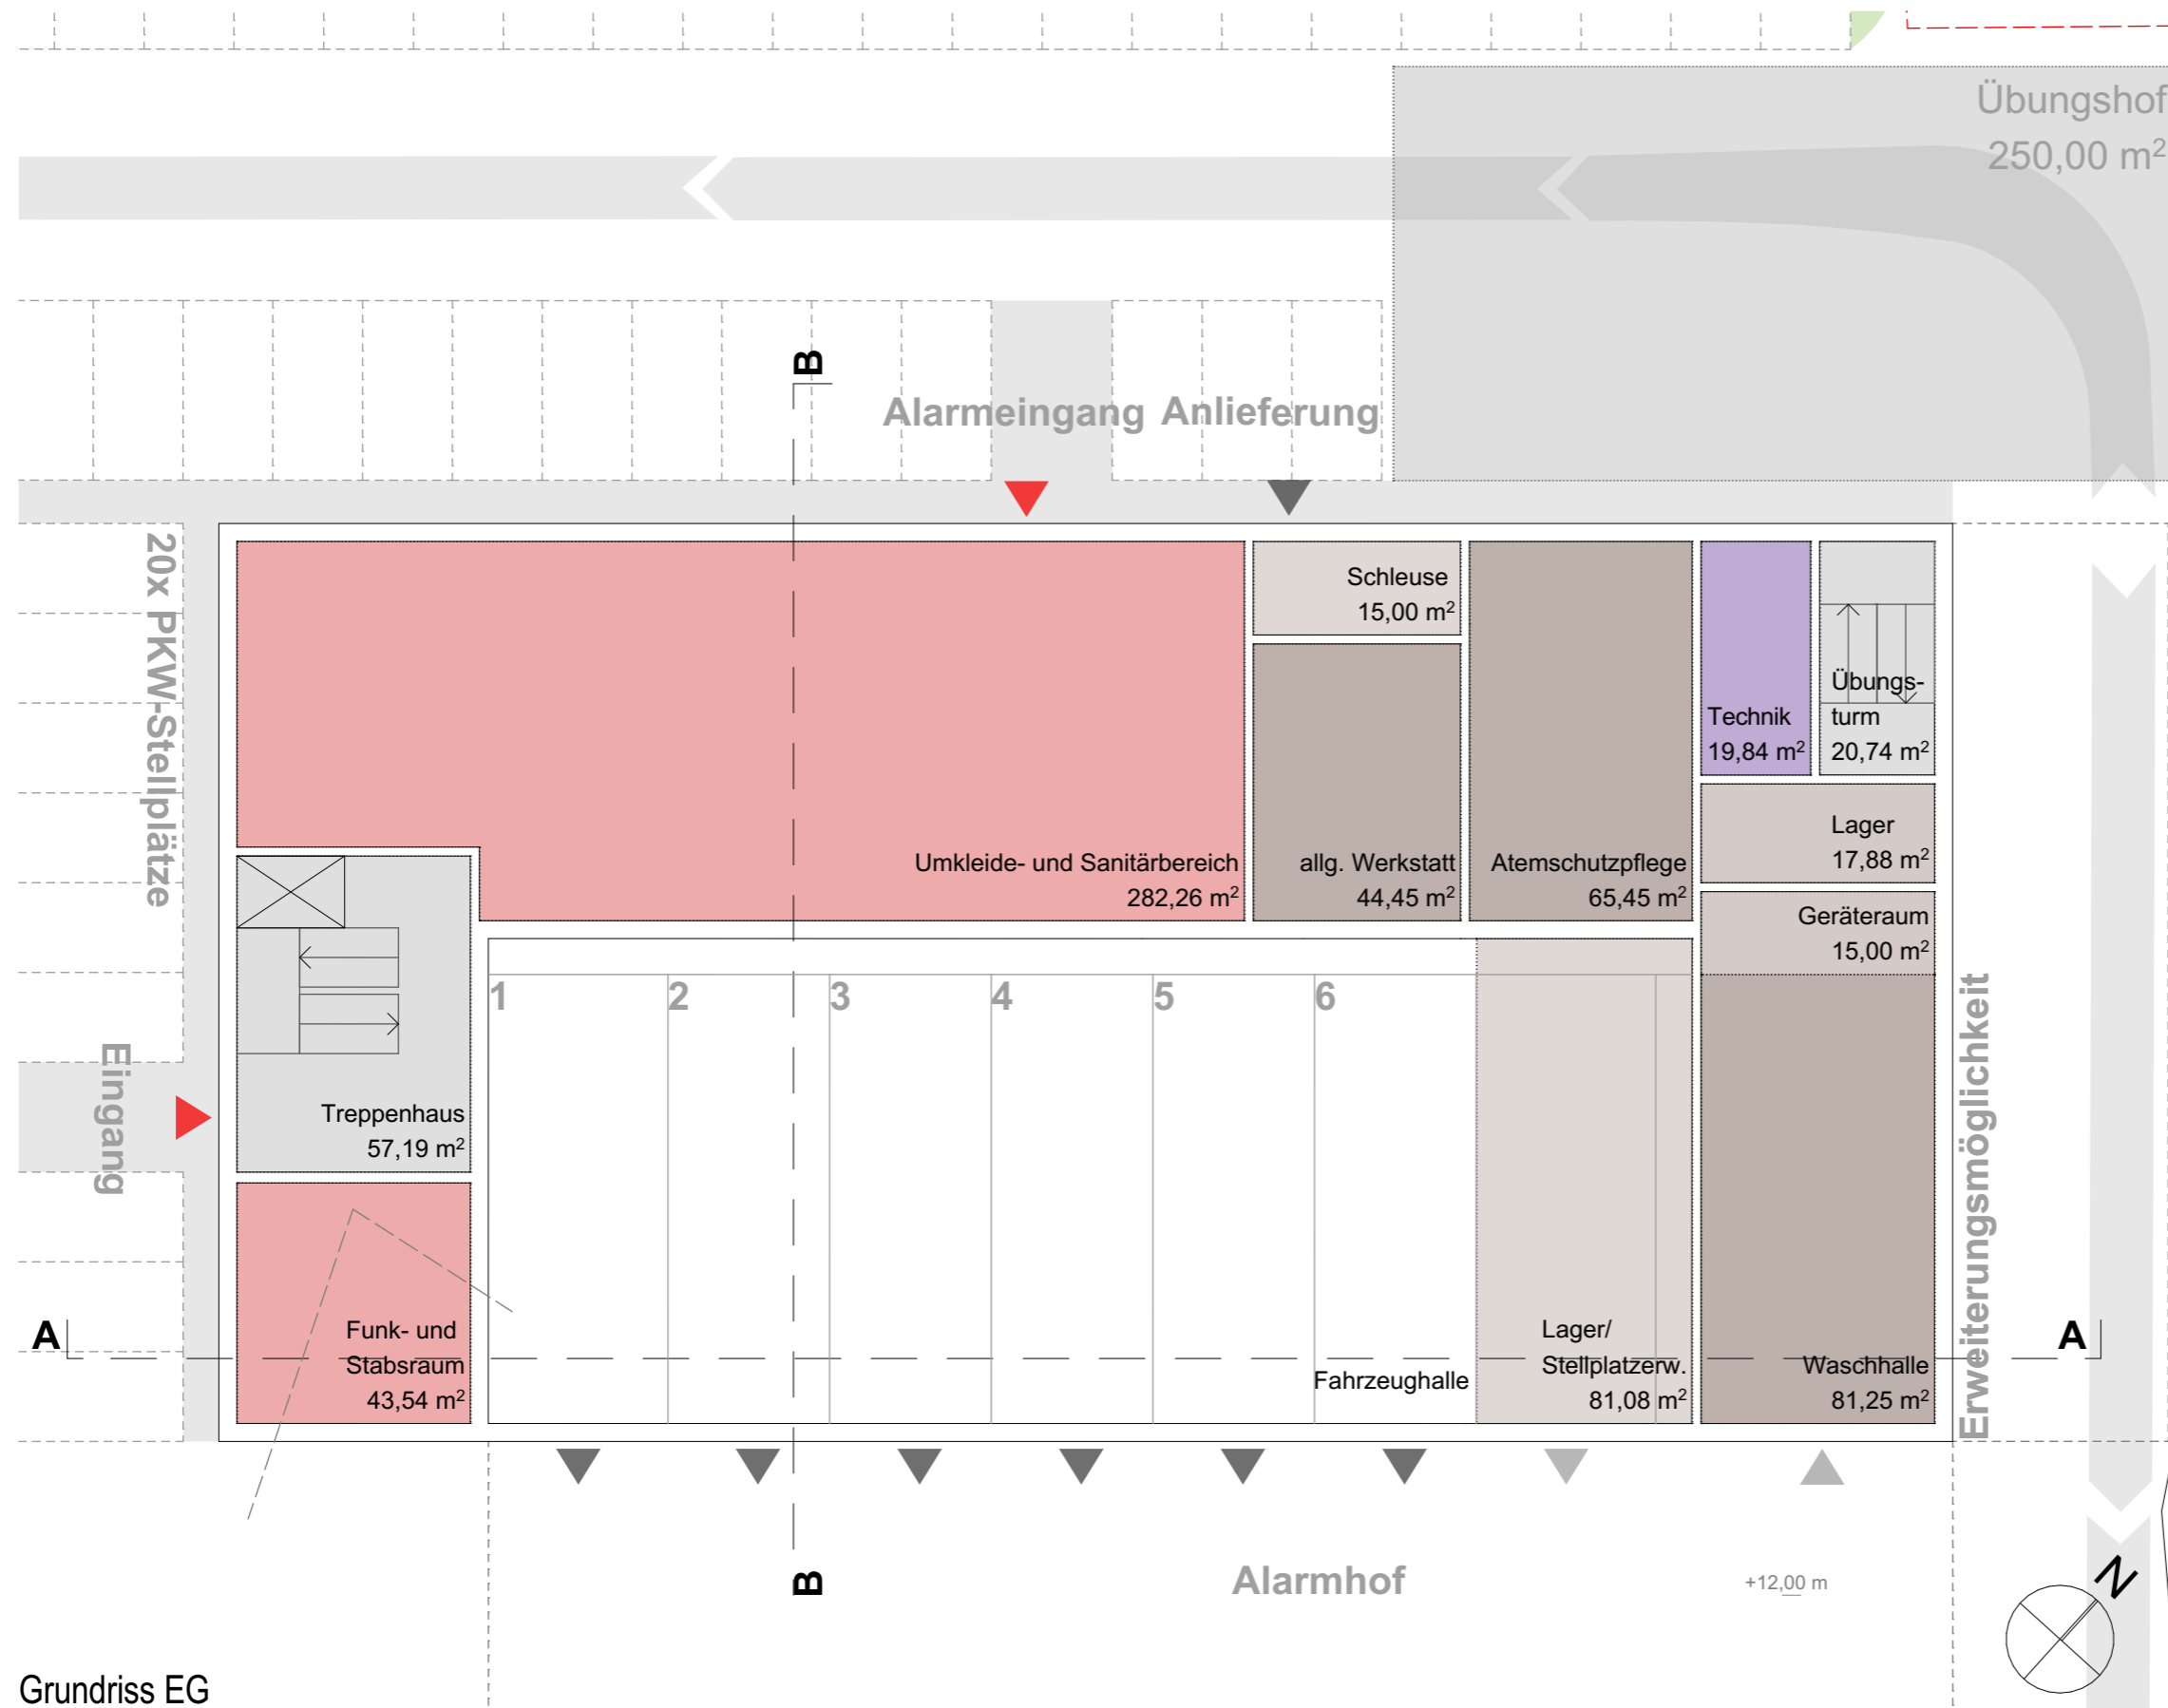 Übungshof
250,00 m²
B
Alarmeingang
Anlieferung
20x PKW-Stellplätze
Schleuse
15,00 m²
Technik
19,84 m²
Übungs-
turm
20,74 m²
Umkleide- und Sanitärbereich
282,26 m²
allg. Werkstatt
44,45 m²
Atemschutzpflege
65,45 m²
Lager
17,88 m²
Geräteraum
15,00 m²
1
2
3
4
5
6
Eingang
Treppenhaus
57,19 m²
Erweiterungsmöglichkeit
A
Funk- und
Stabsraum
43,54 m²
Fahrzeughalle
Lager/
Stellplatzerw.
81,08 m²
Waschhalle
81,25 m²
A
B
Alarmhof
+12,00 m
N
Grundriss EG